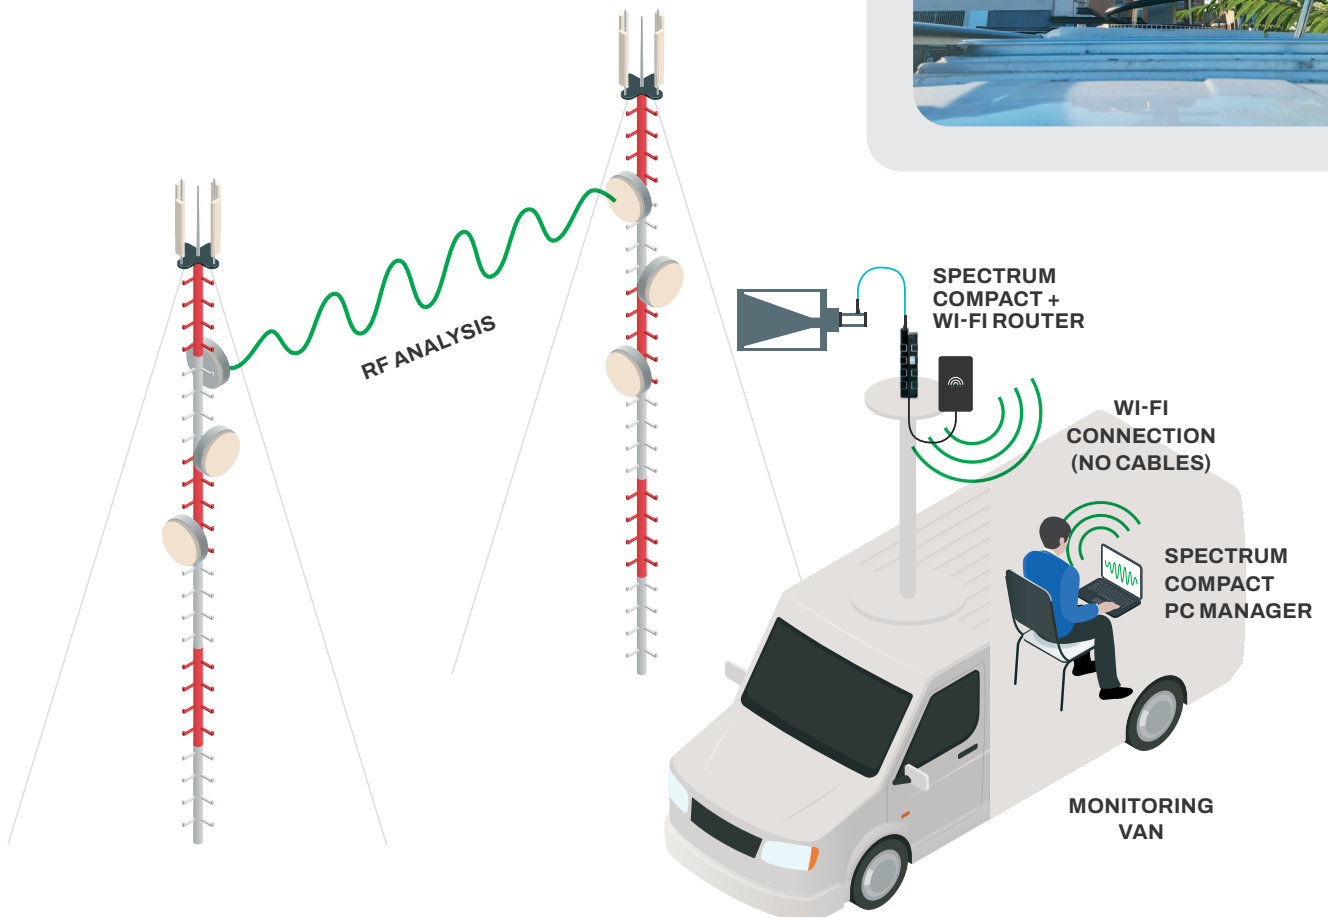 RF ANALYSIS
SPECTRUM
COMPACT +
WI-FI ROUTER
WI-FI
CONNECTION
(NO CABLES)
SPECTRUM
COMPACT
PC MANAGER
MONITORING
VAN